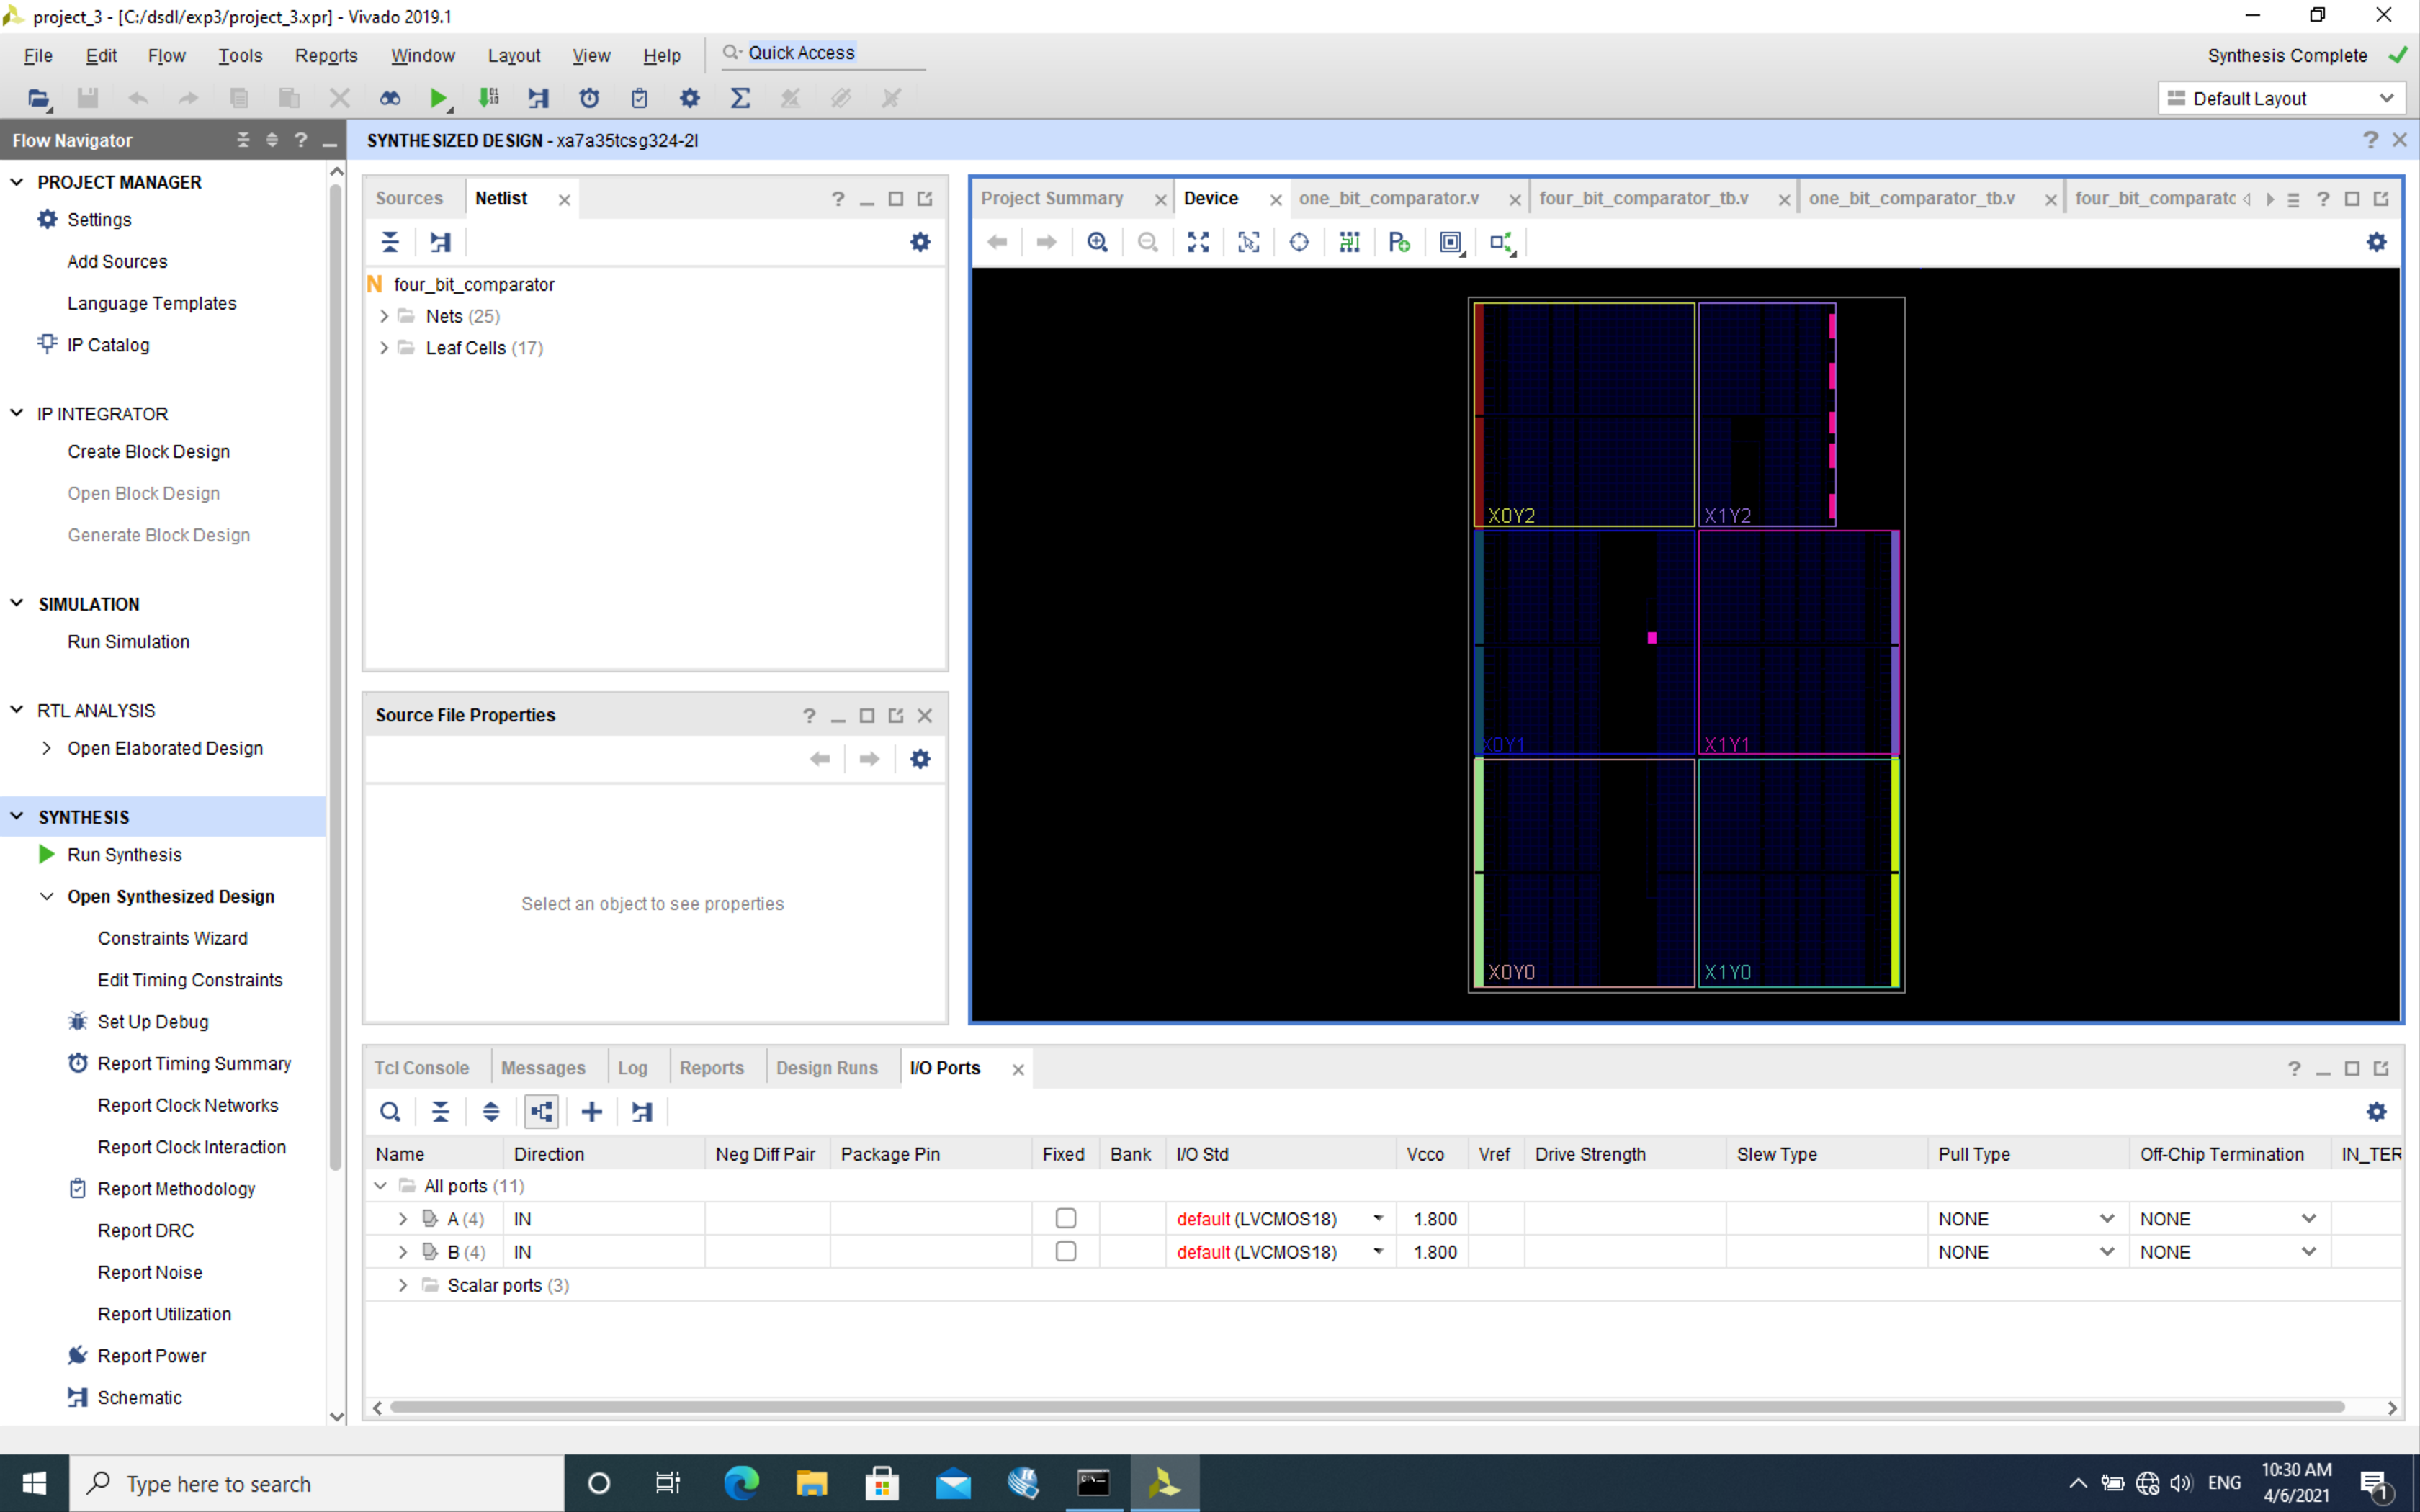 project_3 - [C:/dsdl/exp3/project_3.xpr] - Vivado 2019.1
File Edit Flow Tools Reports Window Layout View Help Quick Access
Synthesis Complete
Default Layout
Flow Navigator
SYNTHESIZED DESIGN - xa7a35tcsg324-2I
PROJECT MANAGER
Settings
Add Sources
Language Templates
IP Catalog
IP INTEGRATOR
Create Block Design
Open Block Design
Generate Block Design
SIMULATION
Run Simulation
RTL ANALYSIS
Open Elaborated Design
SYNTHESIS
Run Synthesis
Open Synthesized Design
Constraints Wizard
Edit Timing Constraints
Set Up Debug
Report Timing Summary
Report Clock Networks
Report Clock Interaction
Report Methodology
Report DRC
Report Noise
Report Utilization
Report Power
Schematic
Sources Netlist
N four_bit_comparator
Nets (25)
Leaf Cells (17)
Source File Properties
Select an object to see properties
Project Summary Device one_bit_comparator.v four_bit_comparator_tb.v one_bit_comparator_tb.v four_bit_comparatc
X0Y2 X1Y2
X0Y1 X1Y1
X0Y0 X1Y0
Tcl Console Messages Log Reports Design Runs I/O Ports
Name Direction Neg Diff Pair Package Pin Fixed Bank I/O Std Vcco Vref Drive Strength Slew Type Pull Type Off-Chip Termination IN_TER
All ports (11)
A (4) IN default (LVCMOS18) 1.800 NONE NONE
B (4) IN default (LVCMOS18) 1.800 NONE NONE
Scalar ports (3)
Type here to search
ENG
10:30 AM
4/6/2021
1